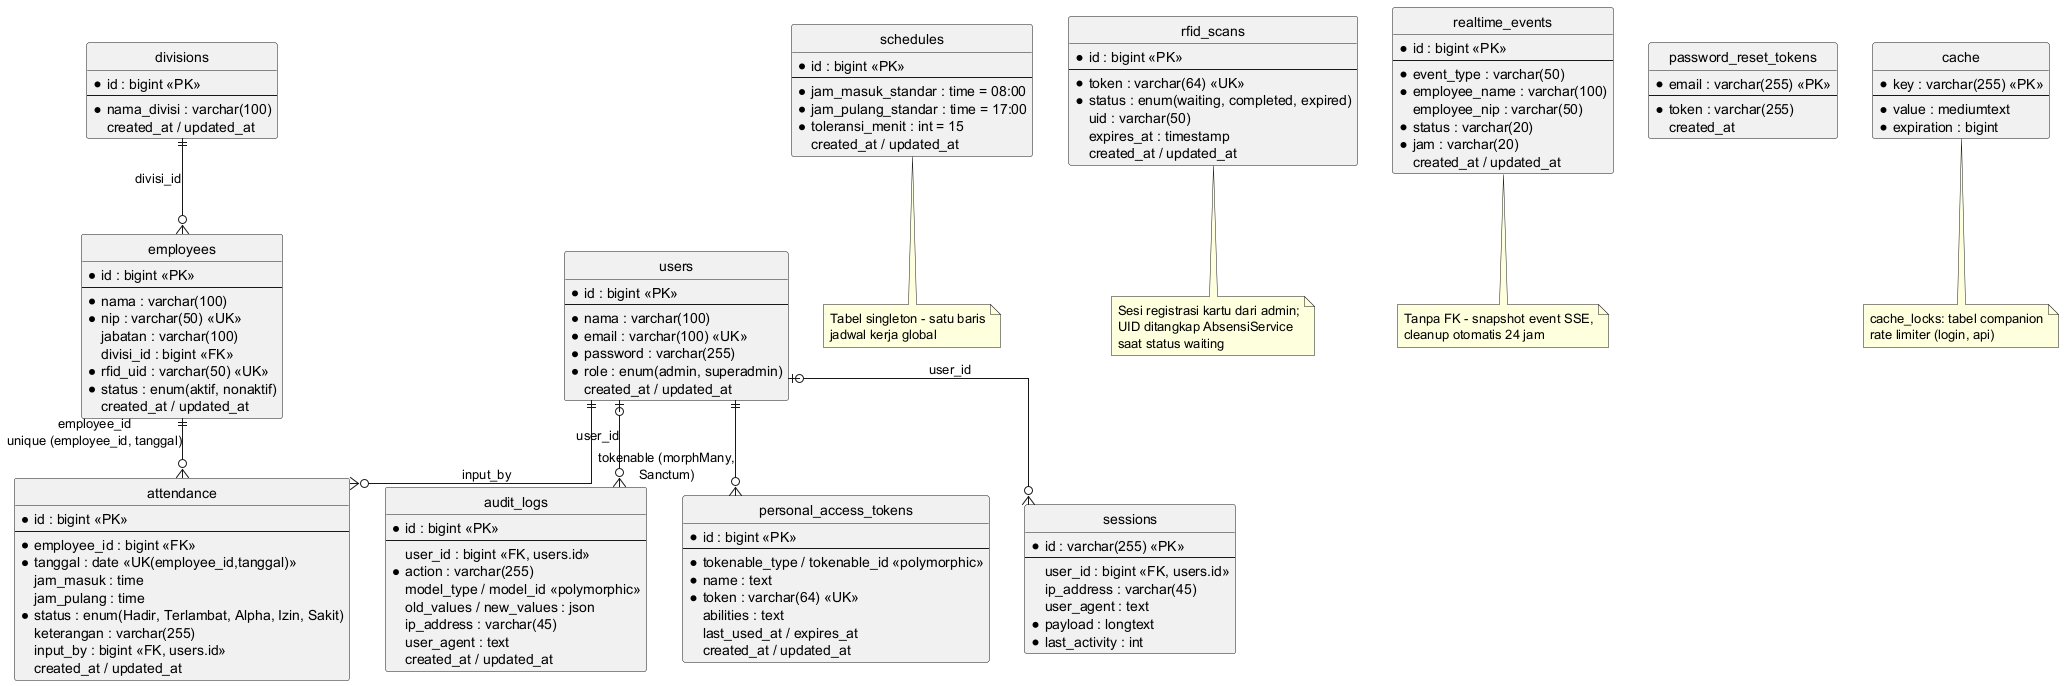 divisions
id : bigint «PK»
nama_divisi : varchar(100)
created_at / updated_at
divisi_id
employees
id : bigint «PK»
nama : varchar(100)
nip : varchar(50) «UK»
jabatan : varchar(100)
divisi_id : bigint «FK»
rfid_uid : varchar(50) «UK»
status : enum(aktif, nonaktif)
created_at / updated_at
employee_id
unique (employee_id, tanggal)
attendance
id : bigint «PK»
employee_id : bigint «FK»
tanggal : date «UK(employee_id,tanggal)»
jam_masuk : time
jam_pulang : time
status : enum(Hadir, Terlambat, Alpha, Izin, Sakit)
keterangan : varchar(255)
input_by : bigint «FK, users.id»
created_at / updated_at
users
id : bigint «PK»
nama : varchar(100)
email : varchar(100) «UK»
password : varchar(255)
role : enum(admin, superadmin)
created_at / updated_at
input_by
user_id
tokenable (morphMany,
Sanctum)
user_id
audit_logs
id : bigint «PK»
user_id : bigint «FK, users.id»
action : varchar(255)
model_type / model_id «polymorphic»
old_values / new_values : json
ip_address : varchar(45)
user_agent : text
created_at / updated_at
personal_access_tokens
id : bigint «PK»
tokenable_type / tokenable_id «polymorphic»
name : text
token : varchar(64) «UK»
abilities : text
last_used_at / expires_at
created_at / updated_at
sessions
id : varchar(255) «PK»
user_id : bigint «FK, users.id»
ip_address : varchar(45)
user_agent : text
payload : longtext
last_activity : int
schedules
id : bigint «PK»
jam_masuk_standar : time = 08:00
jam_pulang_standar : time = 17:00
toleransi_menit : int = 15
created_at / updated_at
Tabel singleton - satu baris
jadwal kerja global
rfid_scans
id : bigint «PK»
token : varchar(64) «UK»
status : enum(waiting, completed, expired)
uid : varchar(50)
expires_at : timestamp
created_at / updated_at
Sesi registrasi kartu dari admin;
UID ditangkap AbsensiService
saat status waiting
realtime_events
id : bigint «PK»
event_type : varchar(50)
employee_name : varchar(100)
employee_nip : varchar(50)
status : varchar(20)
jam : varchar(20)
created_at / updated_at
Tanpa FK - snapshot event SSE,
cleanup otomatis 24 jam
password_reset_tokens
email : varchar(255) «PK»
token : varchar(255)
created_at
cache
key : varchar(255) «PK»
value : mediumtext
expiration : bigint
cache_locks: tabel companion
rate limiter (login, api)